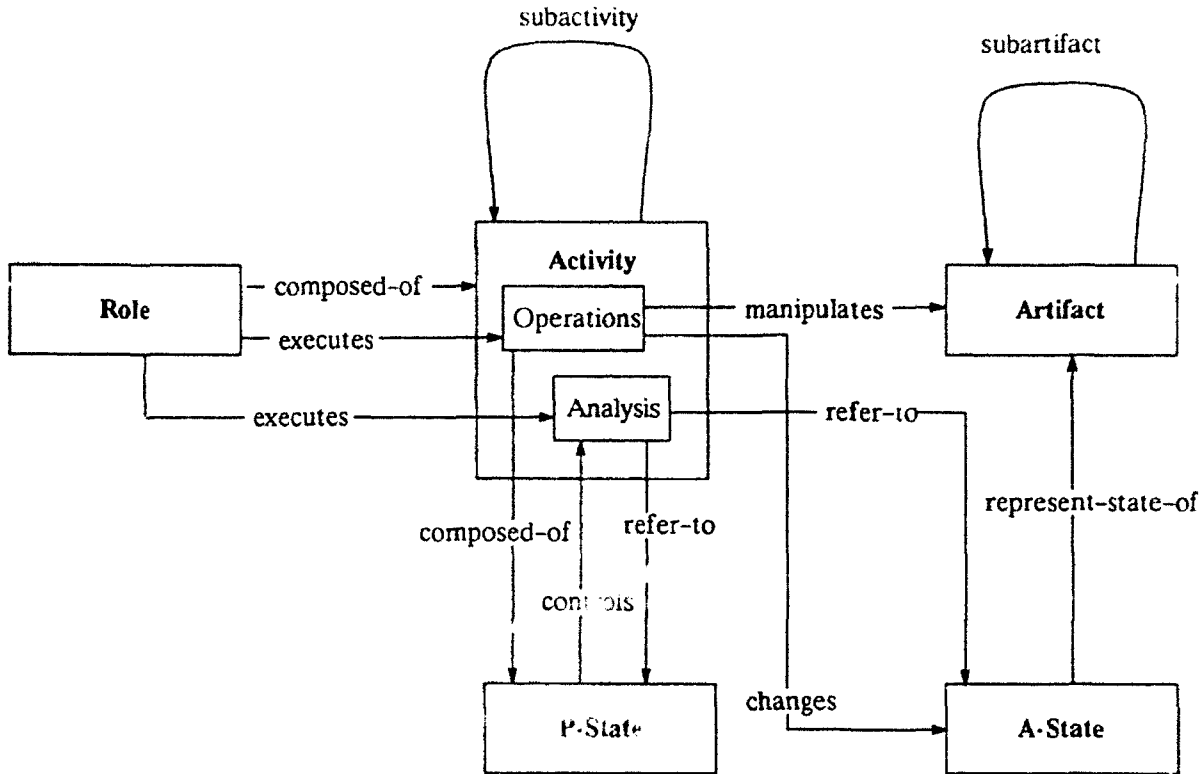 subactivity
subartifact
Activity
Role
composed-of
Operations
manipulates
Artifact
executes
executes
Analysis
refer-to
represent-state-of
composed-of
refer-to
controls
changes
P-State
A-State